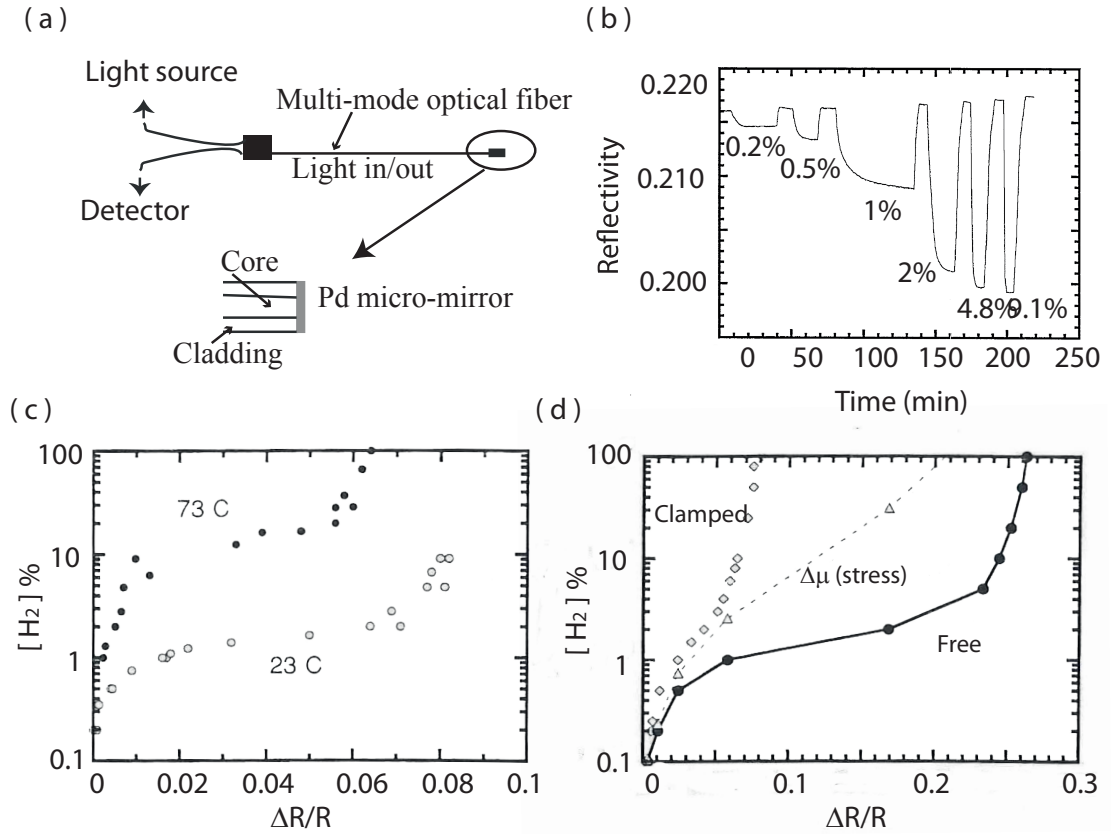 ( a )
Light source
Multi-mode optical fiber
Light in/out
Detector
Core
Pd micro-mirror
Cladding
( b )
0.220
0.210
0.200
Reflectivity
0.2%
0.5%
1%
2%
4.8%
9.1%
0 50 100 150 200 250
Time (min)
( c )
100
10
1
0.1
[ H2 ] %
73 C
23 C
0 0.02 0.04 0.06 0.08 0.1
ΔR/R
( d )
100
10
1
0.1
[ H2 ] %
Clamped
Δμ (stress)
Free
0 0.1 0.2 0.3
ΔR/R